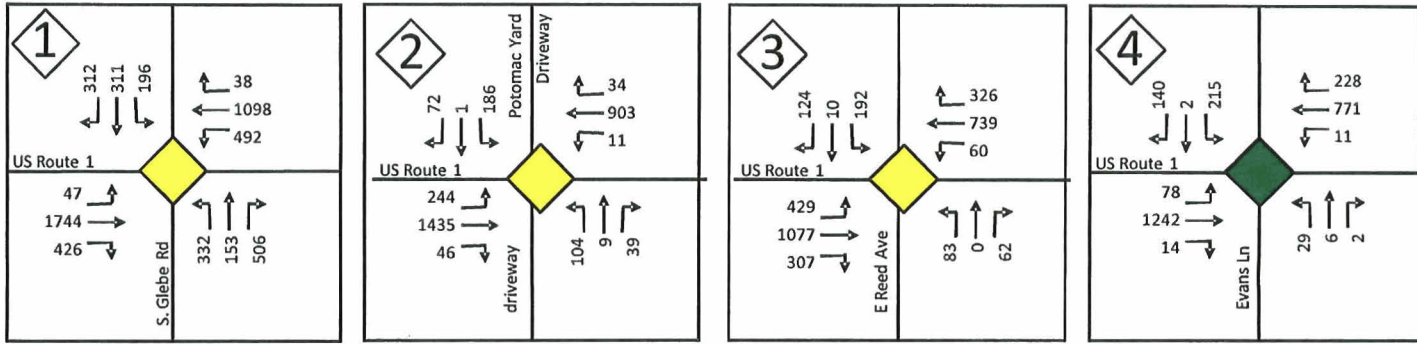 1
312 311 196
38
1098
492
US Route 1
47
1744
426
S. Glebe Rd
332 153 506
2
72 1 186
Potomac Yard
Driveway
34
903
11
US Route 1
244
1435
46
driveway
104 9 39
3
124 10 192
326
739
60
US Route 1
429
1077
307
E Reed Ave
83 0 62
4
140 2 215
228
771
11
US Route 1
78
1242
14
Evans Ln
29 6 2